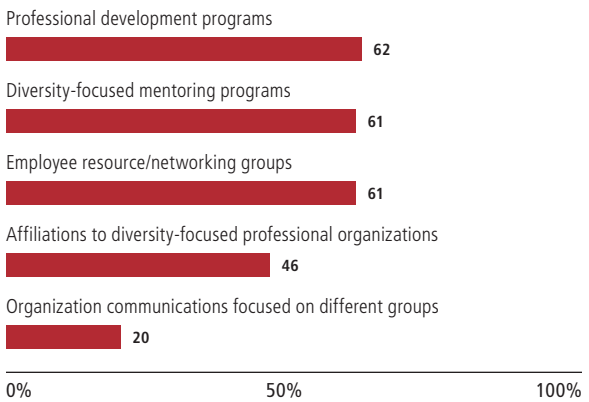 Professional development programs
62
Diversity-focused mentoring programs
61
Employee resource/networking groups
61
Affiliations to diversity-focused professional organizations
46
Organization communications focused on different groups
20
0% 50% 100%